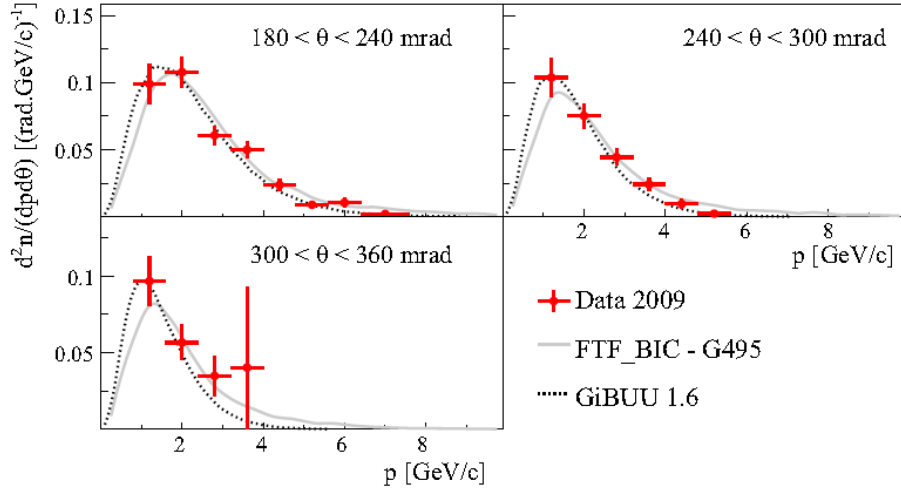 d²n/(dpdθ) [(rad.GeV/c)⁻¹]
0.15
0.1
0.05
180 < θ < 240 mrad
240 < θ < 300 mrad
2 4 6 8
p [GeV/c]
0.1
0.05
300 < θ < 360 mrad
2 4 6 8
p [GeV/c]
Data 2009
FTF_BIC - G495
GiBUU 1.6